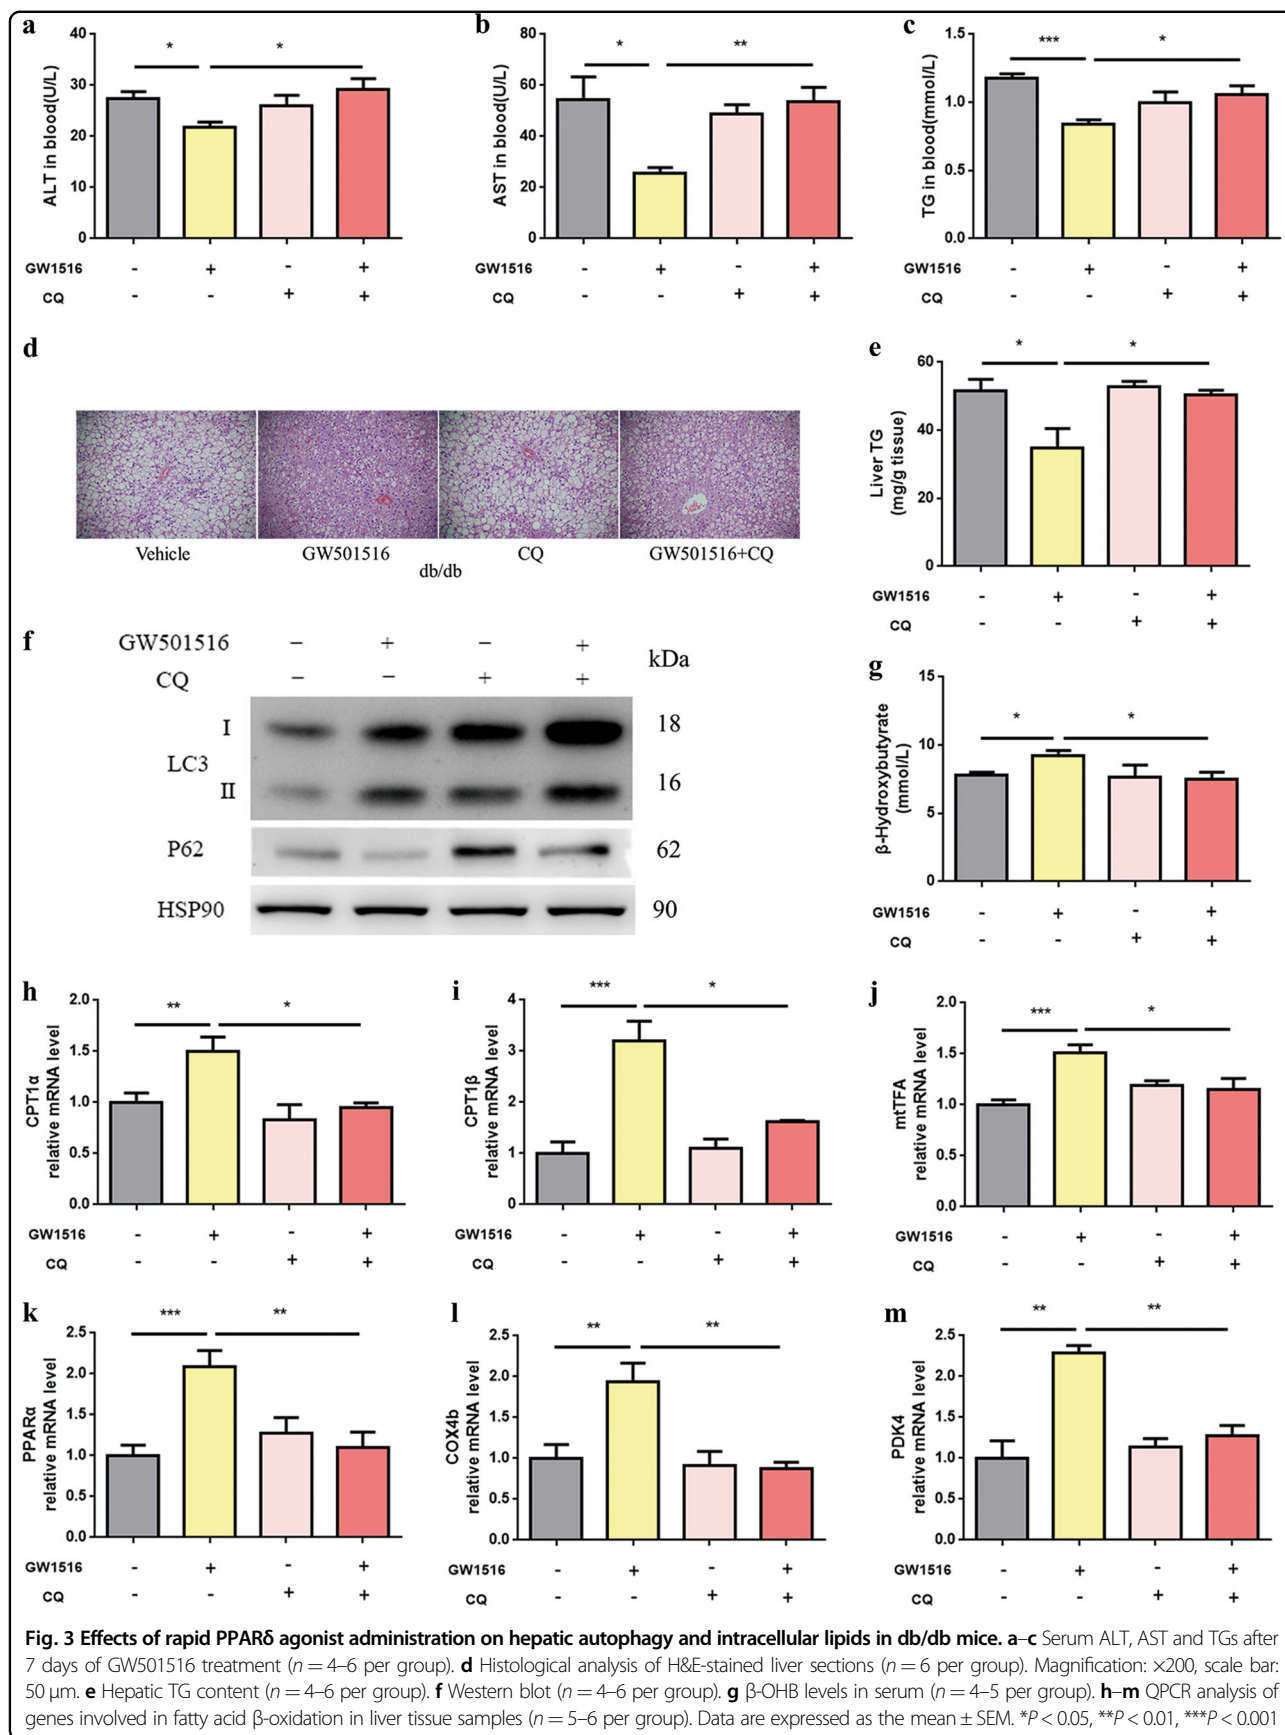 a
ALT in blood(U/L)
40
30
20
10
0
* *
GW1516 - + - +
CQ - - + +
b
AST in blood(U/L)
80
60
40
20
0
* **
GW1516 - + - +
CQ - - + +
c
TG in blood(mmol/L)
1.5
1.0
0.5
0.0
*** *
GW1516 - + - +
CQ - - + +
d
Vehicle GW501516 CQ GW501516+CQ
db/db
e
Liver TG
(mg/g tissue)
60
40
20
0
* *
GW1516 - + - +
CQ - - + +
f
GW501516 – + – +
CQ – – + +
kDa
I 18
LC3
II 16
P62 62
HSP90 90
g
β-Hydroxybutyrate
(mmol/L)
15
10
5
0
* *
GW1516 - + - +
CQ - - + +
h
CPT1α
relative mRNA level
2.0
1.5
1.0
0.5
0.0
** *
GW1516 - + - +
CQ - - + +
i
CPT1β
relative mRNA level
4
3
2
1
0
*** *
GW1516 - + - +
CQ - - + +
j
mtTFA
relative mRNA level
2.0
1.5
1.0
0.5
0.0
*** *
GW1516 - + - +
CQ - - + +
k
PPARα
relative mRNA level
2.5
2.0
1.5
1.0
0.5
0.0
*** **
GW1516 - + - +
CQ - - + +
l
COX4b
relative mRNA level
2.5
2.0
1.5
1.0
0.5
0.0
** **
GW1516 - + - +
CQ - - + +
m
PDK4
relative mRNA level
2.5
2.0
1.5
1.0
0.5
0.0
** **
GW1516 - + - +
CQ - - + +
Fig. 3 Effects of rapid PPARδ agonist administration on hepatic autophagy and intracellular lipids in db/db mice. a–c Serum ALT, AST and TGs after
7 days of GW501516 treatment (n = 4–6 per group). d Histological analysis of H&E-stained liver sections (n = 6 per group). Magnification: ×200, scale bar:
50 μm. e Hepatic TG content (n = 4–6 per group). f Western blot (n = 4–6 per group). g β-OHB levels in serum (n = 4–5 per group). h–m QPCR analysis of
genes involved in fatty acid β-oxidation in liver tissue samples (n = 5–6 per group). Data are expressed as the mean ± SEM. *P < 0.05, **P < 0.01, ***P < 0.001